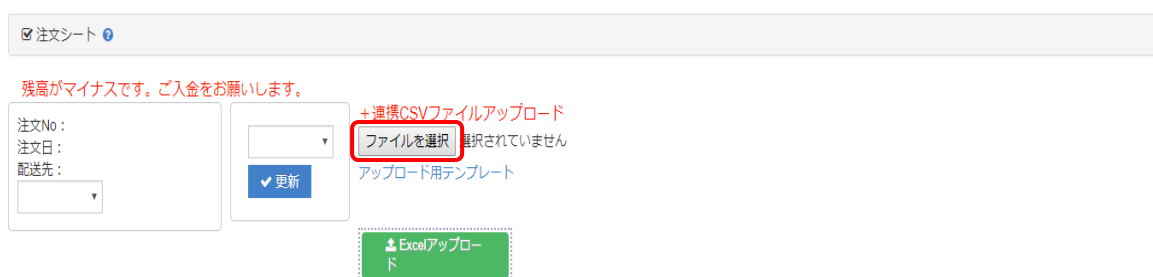 注文シート
残高がマイナスです。ご入金をお願いします。
注文No：
注文日：
配送先：
更新
+連携CSVファイルアップロード
ファイルを選択 選択されていません
アップロード用テンプレート
Excelアップロー
ド